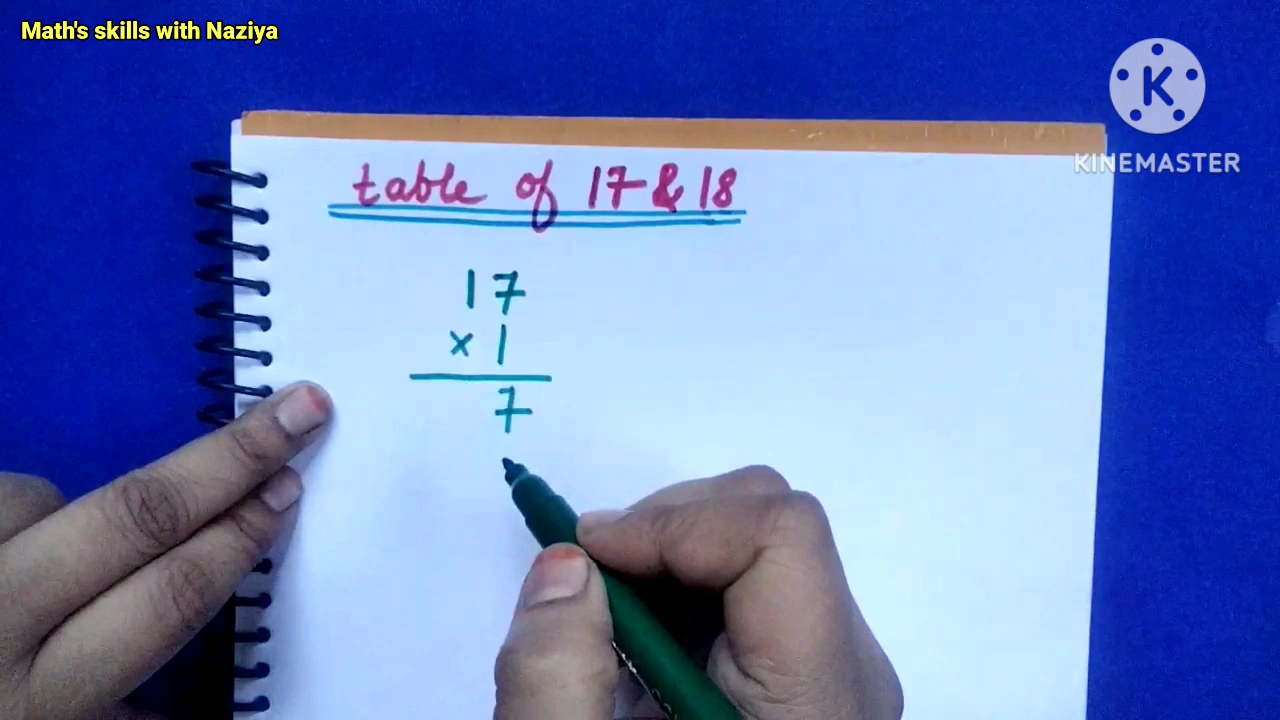 Math's skills with Naziya
K
KINEMASTER
table of 17 & 18
17
× 1
7